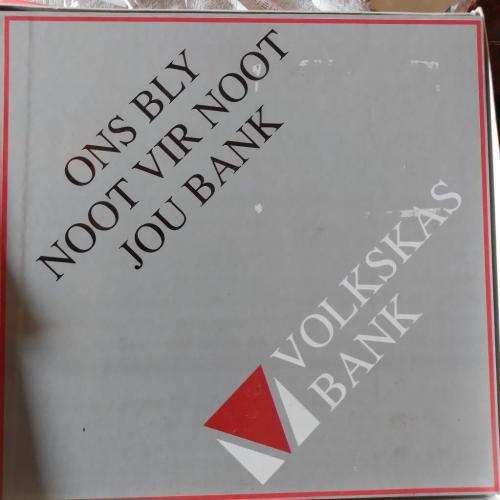 ONS BLY
NOOT VIR NOOT
JOU BANK
VOLKSKAS
BANK